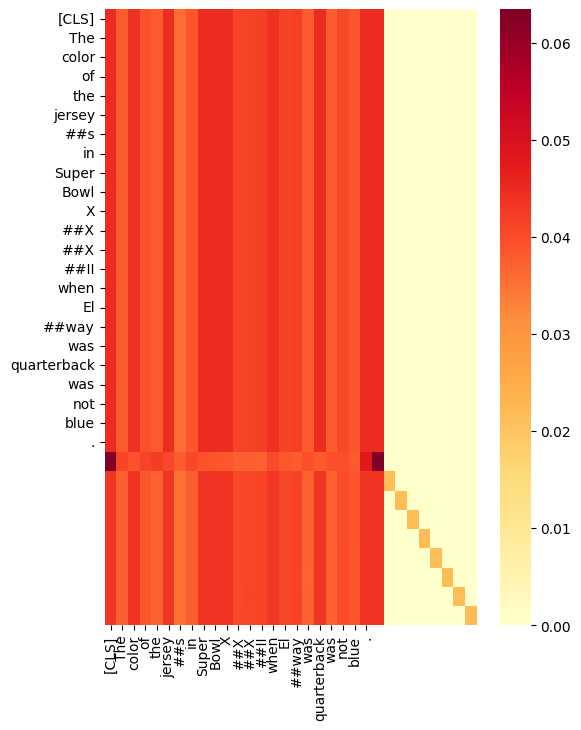 [CLS]
The
color
of
the
jersey
##s
in
Super
Bowl
X
##X
##X
##II
when
El
##way
was
quarterback
was
not
blue
.
0.06
0.05
0.04
0.03
0.02
0.01
0.00
[CLS]
The
color
of
the
jersey
##s
in
Super
Bowl
X
##X
##X
##II
when
El
##way
was
quarterback
was
not
blue
.